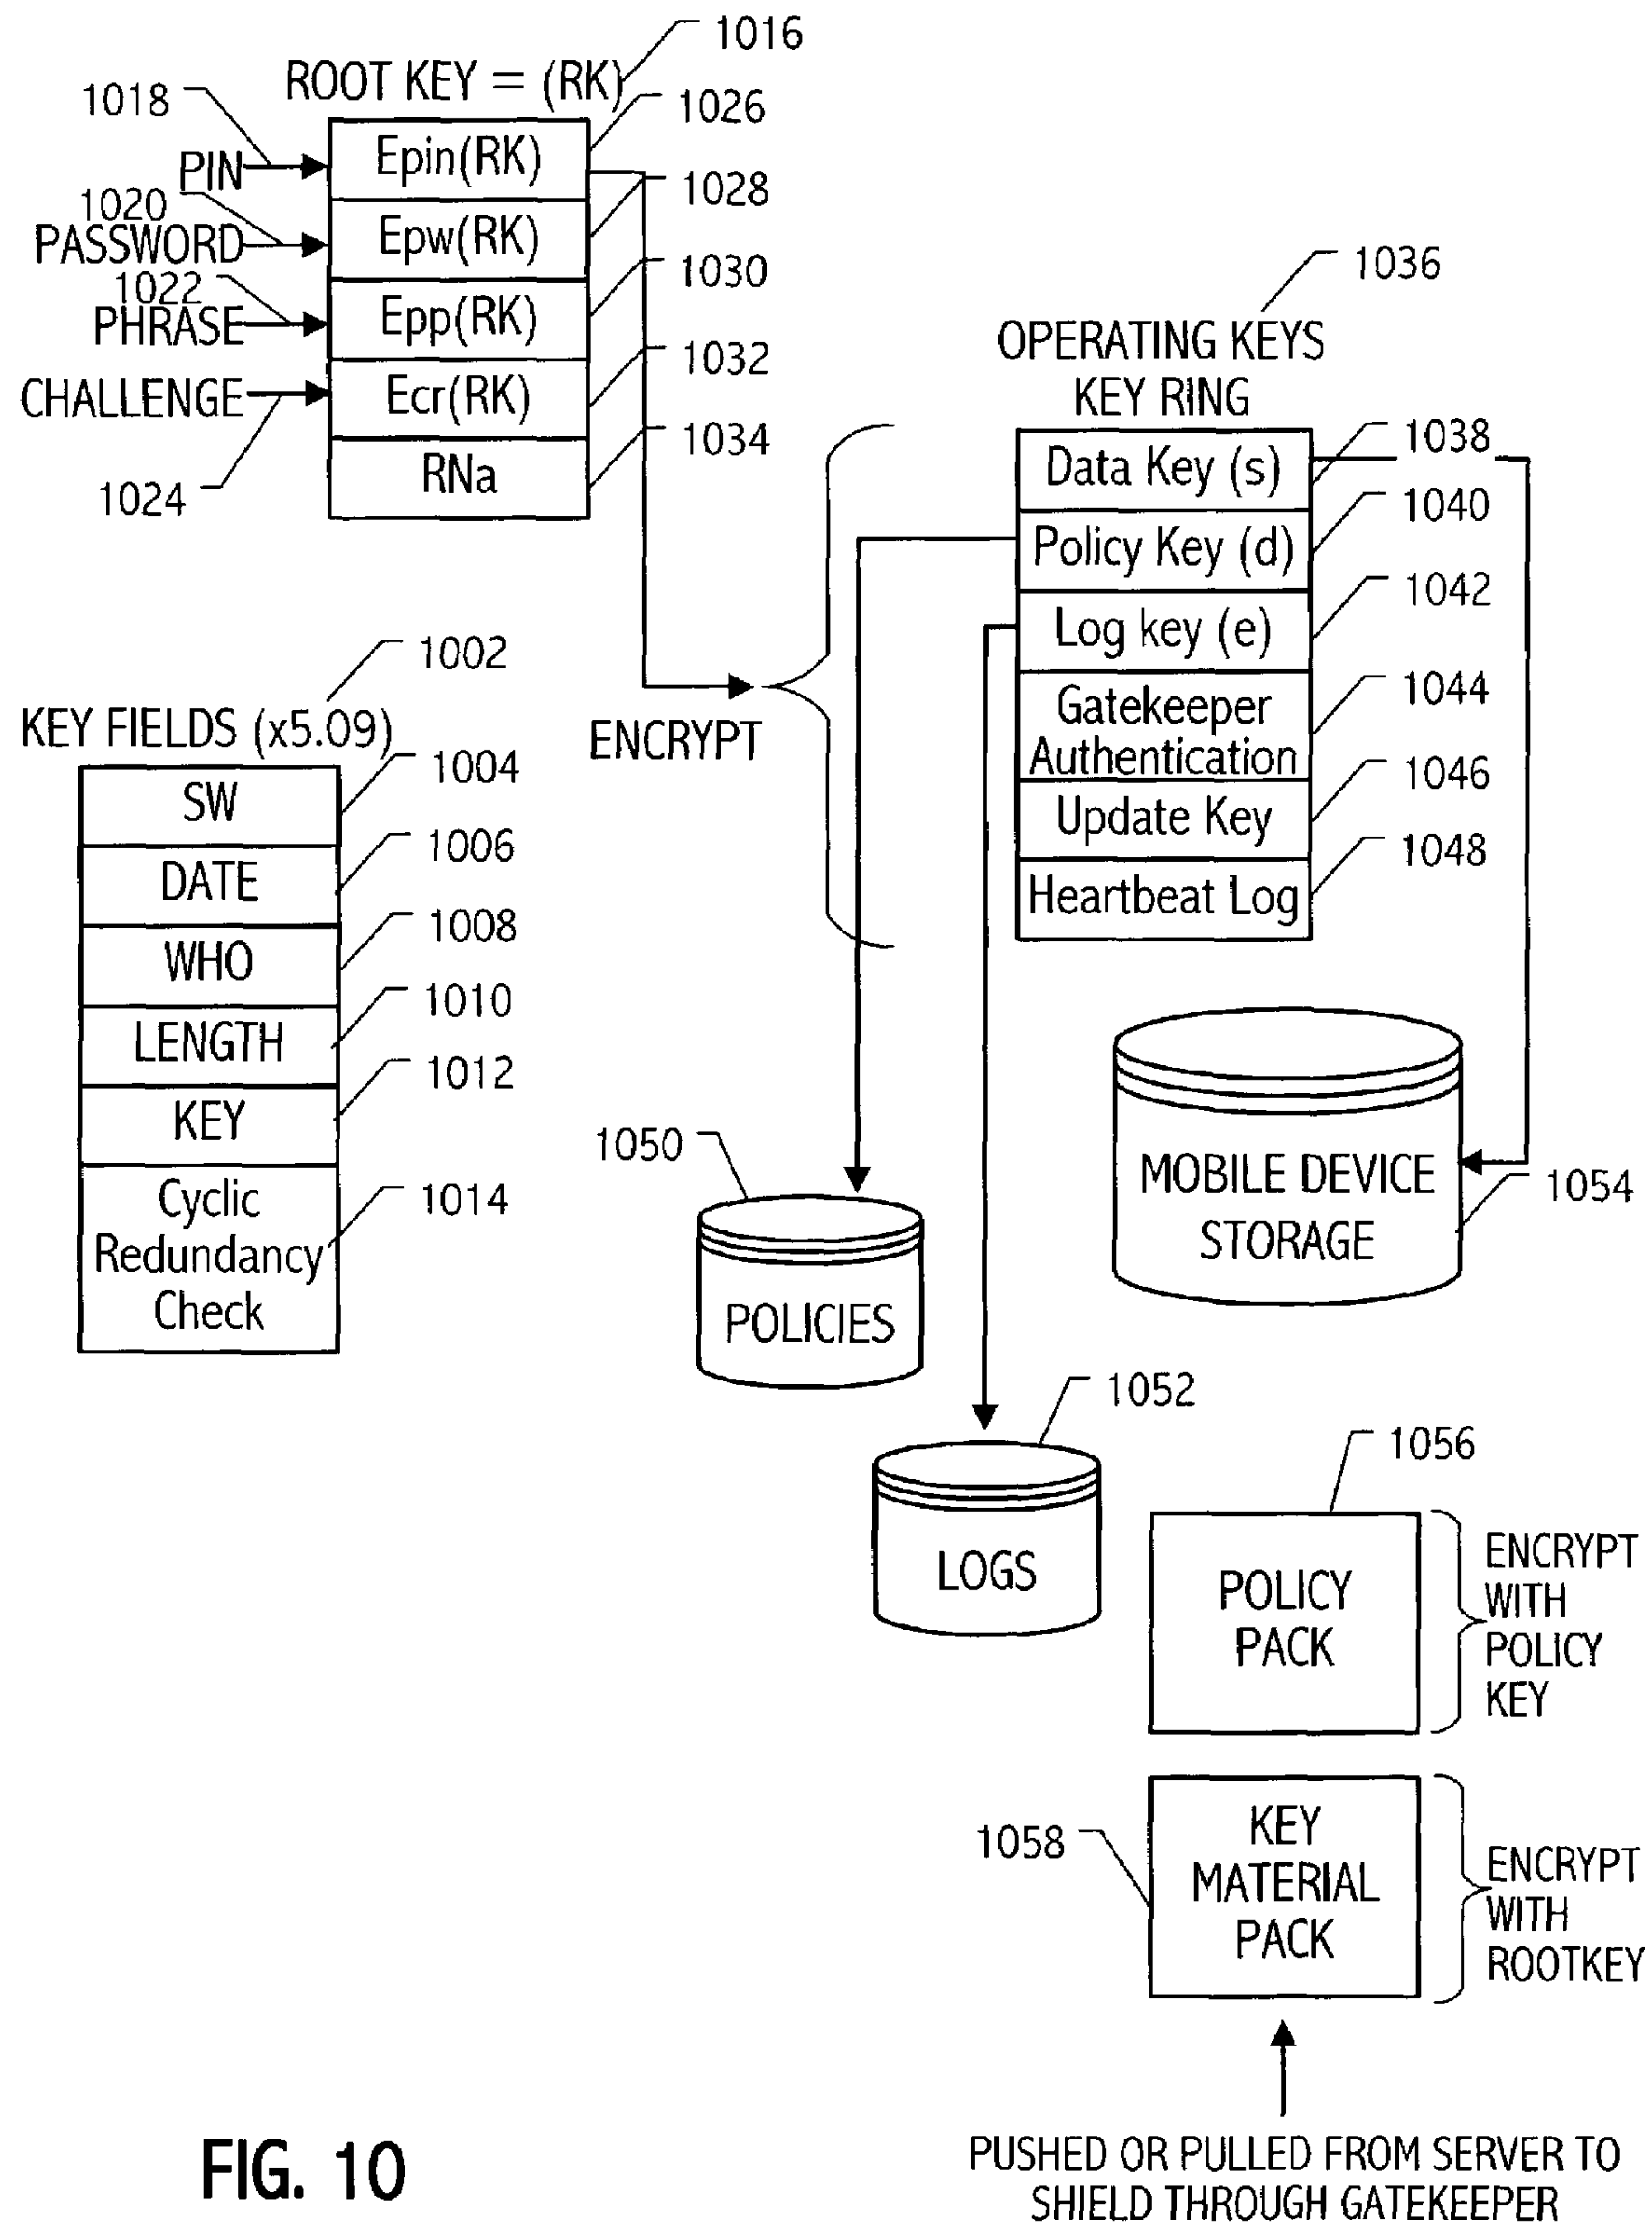 1016
ROOT KEY = (RK)
1018
1026
PIN
Epin(RK)
1028
1020
PASSWORD
Epw(RK)
1030
1022
PHRASE
Epp(RK)
1032
CHALLENGE
Ecr(RK)
1034
1024
RNa
1036
OPERATING KEYS
KEY RING
1038
Data Key (s)
1040
Policy Key (d)
1042
Log key (e)
1044
Gatekeeper
Authentication
1046
Update Key
1048
Heartbeat Log
ENCRYPT
1002
KEY FIELDS (x5.09)
1004
SW
1006
DATE
1008
WHO
1010
LENGTH
1012
KEY
1014
Cyclic
Redundancy
Check
1050
POLICIES
MOBILE DEVICE
STORAGE
1054
1052
LOGS
1056
POLICY
PACK
ENCRYPT
WITH
POLICY
KEY
1058
KEY
MATERIAL
PACK
ENCRYPT
WITH
ROOTKEY
PUSHED OR PULLED FROM SERVER TO
SHIELD THROUGH GATEKEEPER
FIG. 10